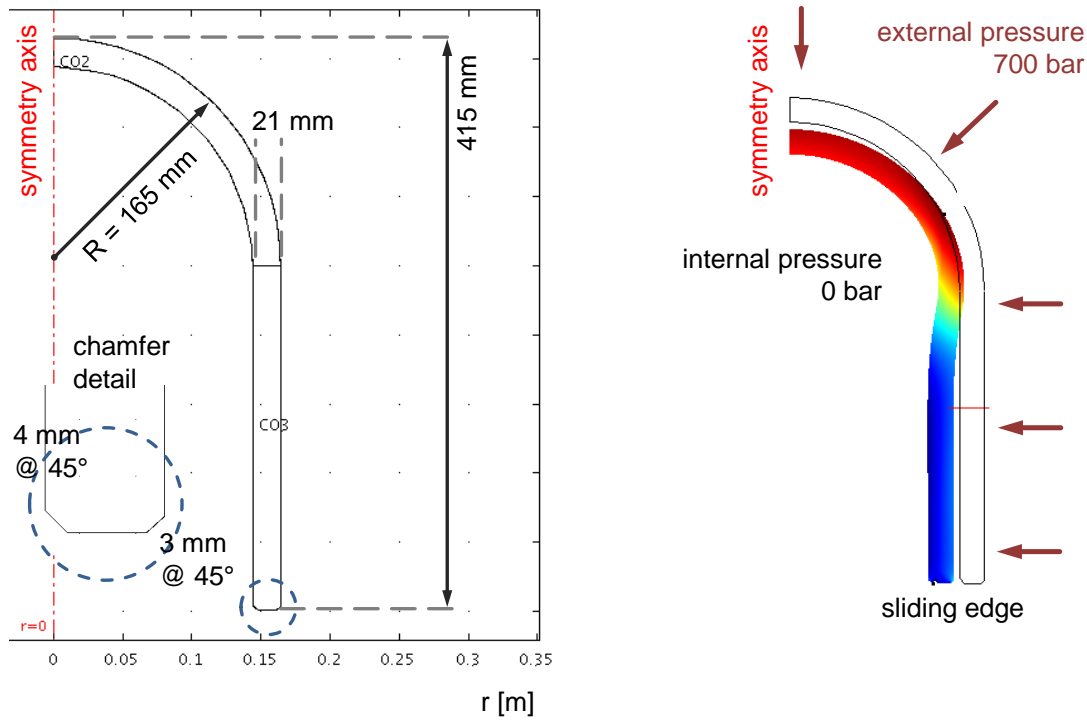 symmetry axis
CO2
R = 165 mm
21 mm
415 mm
chamfer
detail
4 mm
@ 45°
3 mm
@ 45°
CO3
r=0
0
0.05
0.1
0.15
0.2
0.25
0.3
0.35
r [m]
symmetry axis
external pressure
700 bar
internal pressure
0 bar
sliding edge